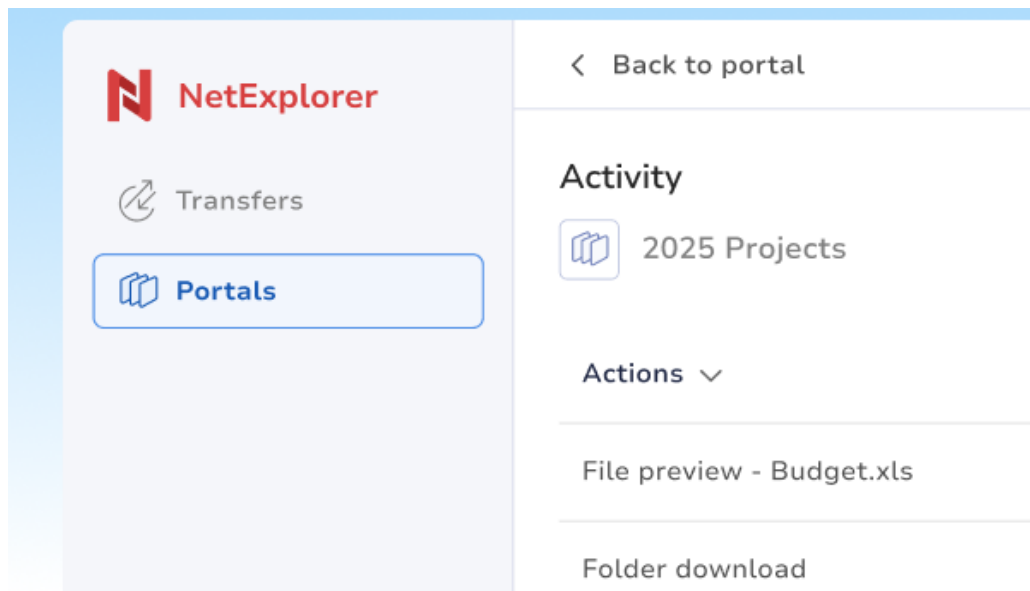 NetExplorer
Transfers
Portals
Back to portal
Activity
2025 Projects
Actions
File preview - Budget.xls
Folder download